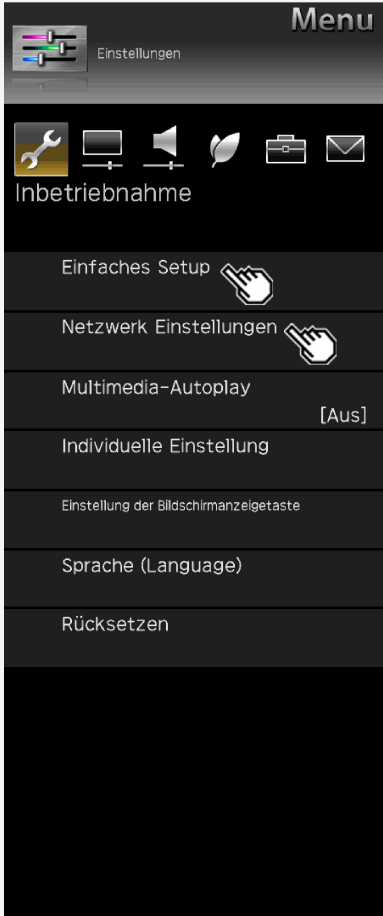 Menu
Einstellungen
Inbetriebnahme
Einfaches Setup
Netzwerk Einstellungen
Multimedia-Autoplay
[Aus]
Individuelle Einstellung
Einstellung der Bildschirmanzeigetaste
Sprache (Language)
Rücksetzen